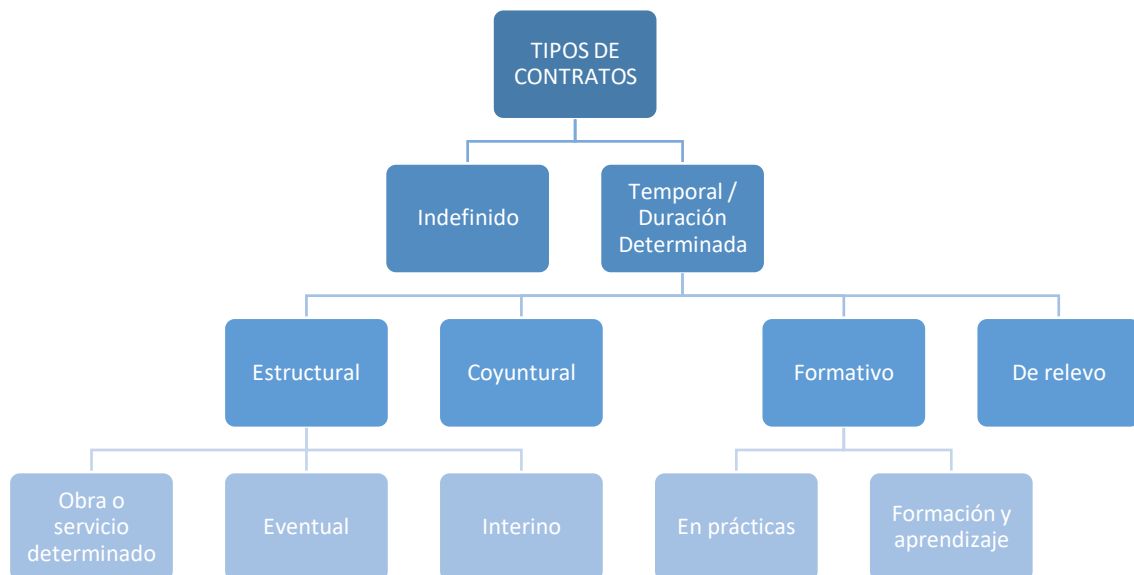 TIPOS DE
CONTRATOS
Indefinido
Temporal /
Duración
Determinada
Estructural
Coyuntural
Formativo
De relevo
Obra o
servicio
determinado
Eventual
Interino
En prácticas
Formación y
aprendizaje